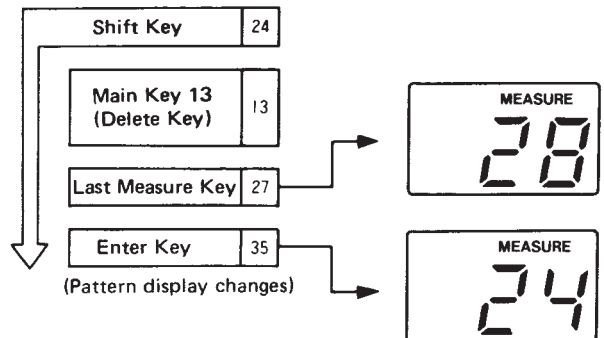 Shift Key 24
Main Key 13
(Delete Key)
13
MEASURE
28
Last Measure Key 27
Enter Key 35
MEASURE
24
(Pattern display changes)